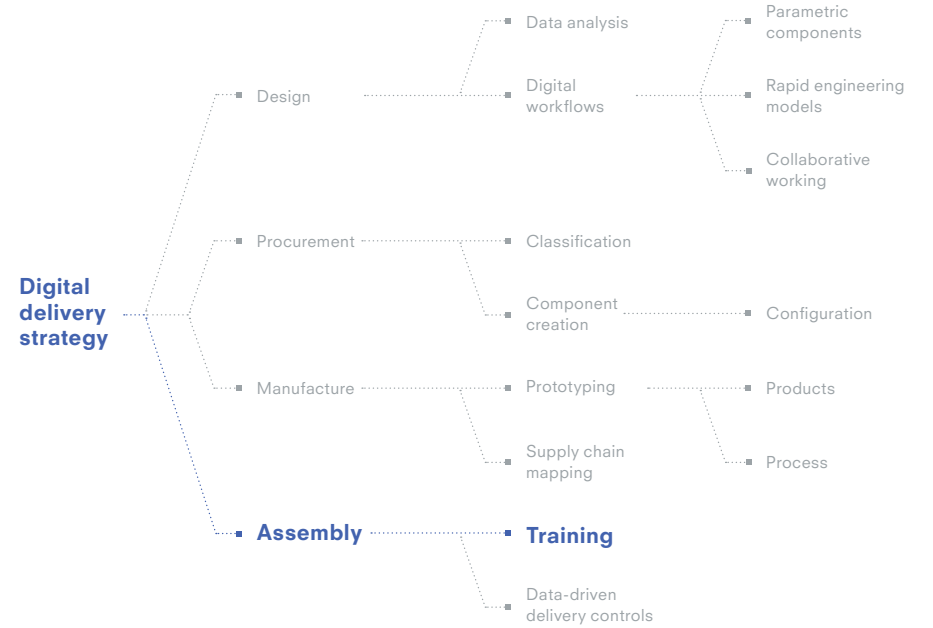 Digital
delivery
strategy
Design
Data analysis
Digital
workflows
Parametric
components
Rapid engineering
models
Collaborative
working
Procurement
Classification
Component
creation
Configuration
Manufacture
Prototyping
Products
Process
Supply chain
mapping
Assembly
Training
Data-driven
delivery controls